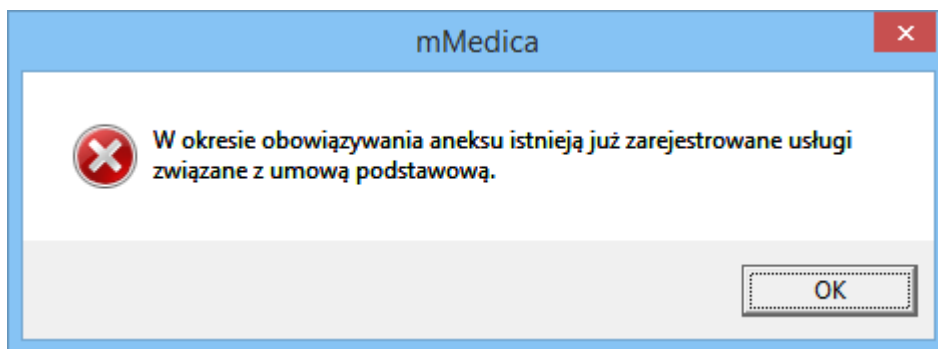 mMedica
W okresie obowiązywania aneksu istnieją już zarejestrowane usługi
związane z umową podstawową.
OK